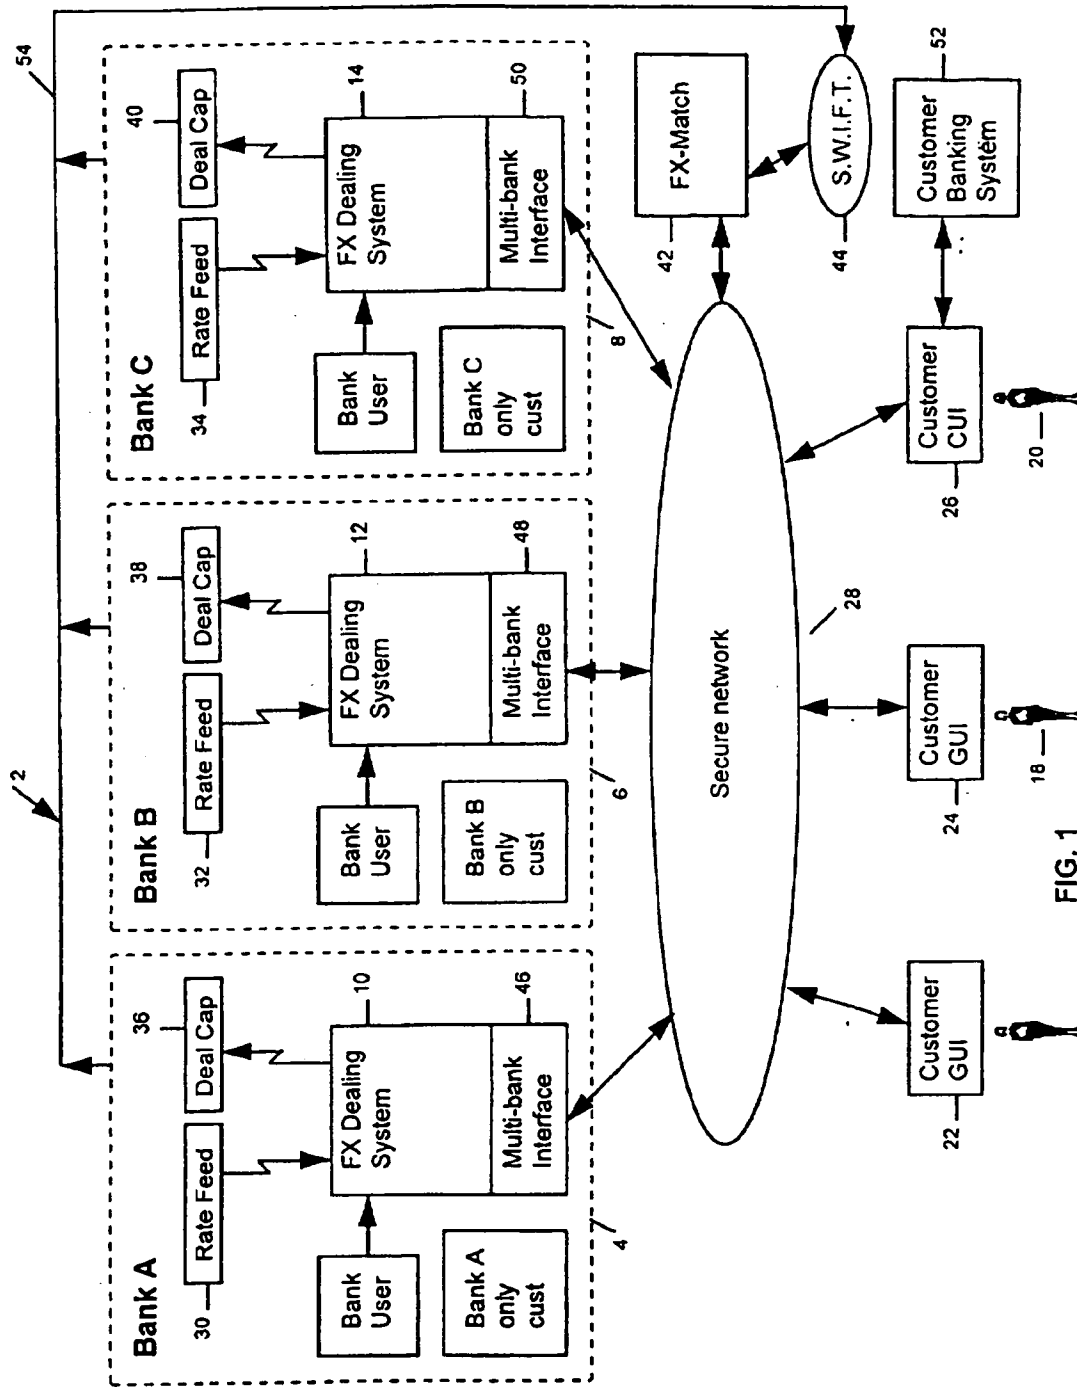 2
54
Bank A
30
Rate Feed
36
Deal Cap
Bank
User
FX Dealing
System
10
Bank A
only
cust
Multi-bank
Interface
46
4
Bank B
32
Rate Feed
38
Deal Cap
Bank
User
FX Dealing
System
12
Bank B
only
cust
Multi-bank
Interface
48
6
Bank C
34
Rate Feed
40
Deal Cap
Bank
User
FX Dealing
System
14
Bank C
only
cust
Multi-bank
Interface
50
8
Secure network
28
42
FX-Match
44
S.W.I.F.T.
Customer
GUI
22
Customer
GUI
24
18
Customer
CUI
26
20
Customer
Banking
System
52
FIG. 1